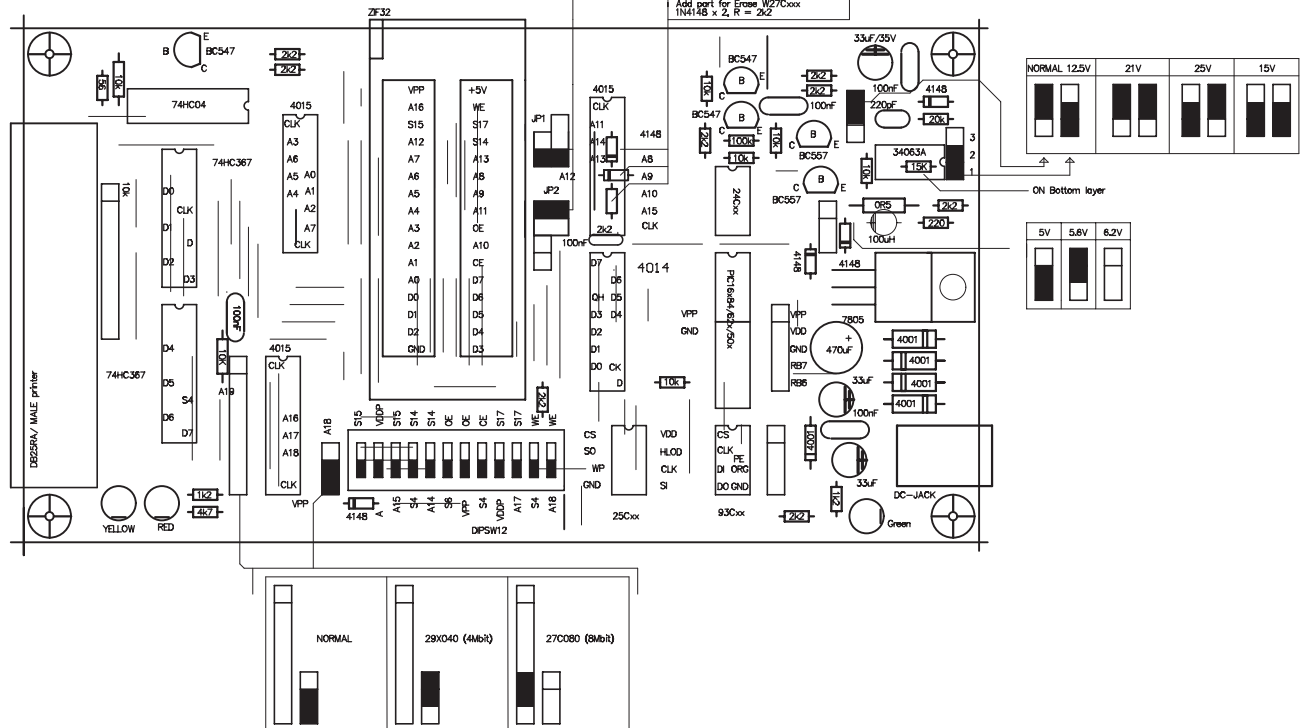 Add part for Erase W27Cxxx
1N4148 x 2, R = 2k2
ZIF32
E
B
BC547
C
2k2
2k2
56
10k
74HC04
4015
CLK
A3
A6
A5
A0
A4
A1
A2
A7
CLK
74HC367
10k
D0
CLK
D1
D
D2
D3
100nF
D4
D5
S4
D6
D7
74HC367
10K
A19
4015
CLK
A16
A17
A18
CLK
A18
VPP
DB25RA/ MALE printer
1k2
4k7
YELLOW
RED
VPP
A16
S15
A12
A7
A6
A5
A4
A3
A2
A1
A0
D0
D1
D2
GND
+5V
WE
S17
S14
A13
A8
A9
A11
OE
A10
CE
D7
D6
D5
D4
D3
JP1
A12
JP2
4015
CLK
A11
A14
A13
4148
A8
A9
A10
A15
CLK
2k2
100nF
4014
D7
D6
QH
D5
D3
D4
D2
D1
D0
CK
D
10k
2k2
S15
VDDP
S15
S14
S14
OE
OE
CE
S17
S17
WE
WE
4148
A
A15
S4
A14
S6
VPP
S4
VDDP
A17
S4
A18
DIPSW12
CS
SO
WP
GND
VDD
HLOD
CLK
SI
25Cxx
CS
CLK
PE
DI
ORG
DO
GND
93Cxx
BC547
B
E
C
10k
BC547
B
E
C
2k2
2k2
2k2
100nF
100k
10k
10k
B
C
E
BC557
B
C
E
BC557
24Cxx
PIC16x84/62x/50x
VPP
GND
VPP
VDD
GND
RB7
RB6
33uF/35V
100nF
220pF
4148
20k
34063A
15K
3
2
1
10k
0R5
2k2
220
100uH
4148
4148
7805
+
470uF
4001
4001
4001
4001
33uF
100nF
4001
33uF
DC-JACK
1k2
2k2
Green
NORMAL 12.5V
21V
25V
15V
ON Bottom layer
5V
5.6V
6.2V
NORMAL
29X040 (4Mbit)
27C080 (8Mbit)